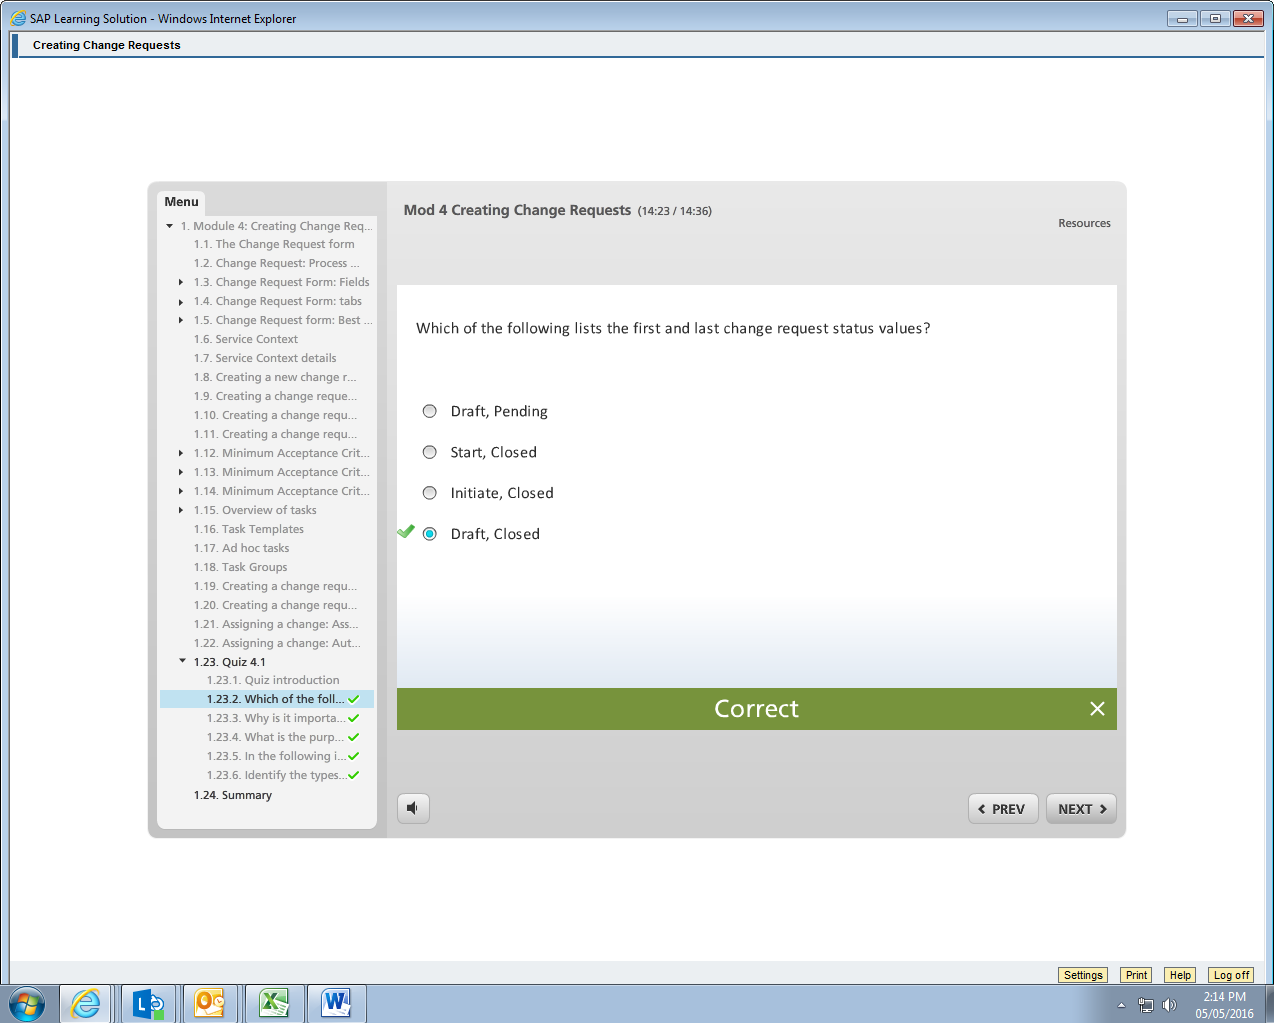 SAP Learning Solution - Windows Internet Explorer
Creating Change Requests
Menu
1. Module 4: Creating Change Req...
1.1. The Change Request form
1.2. Change Request: Process ...
1.3. Change Request Form: Fields
1.4. Change Request Form: tabs
1.5. Change Request form: Best ...
1.6. Service Context
1.7. Service Context details
1.8. Creating a new change r...
1.9. Creating a change reque...
1.10. Creating a change requ...
1.11. Creating a change requ...
1.12. Minimum Acceptance Crit...
1.13. Minimum Acceptance Crit...
1.14. Minimum Acceptance Crit...
1.15. Overview of tasks
1.16. Task Templates
1.17. Ad hoc tasks
1.18. Task Groups
1.19. Creating a change requ...
1.20. Creating a change requ...
1.21. Assigning a change: Ass...
1.22. Assigning a change: Aut...
1.23. Quiz 4.1
1.23.1. Quiz introduction
1.23.2. Which of the foll...
1.23.3. Why is it importa...
1.23.4. What is the purp...
1.23.5. In the following i...
1.23.6. Identify the types...
1.24. Summary
Mod 4 Creating Change Requests (14:23 / 14:36)
Resources
Which of the following lists the first and last change request status values?
Draft, Pending
Start, Closed
Initiate, Closed
Draft, Closed
Correct
PREV
NEXT
Settings
Print
Help
Log off
2:14 PM
05/05/2016